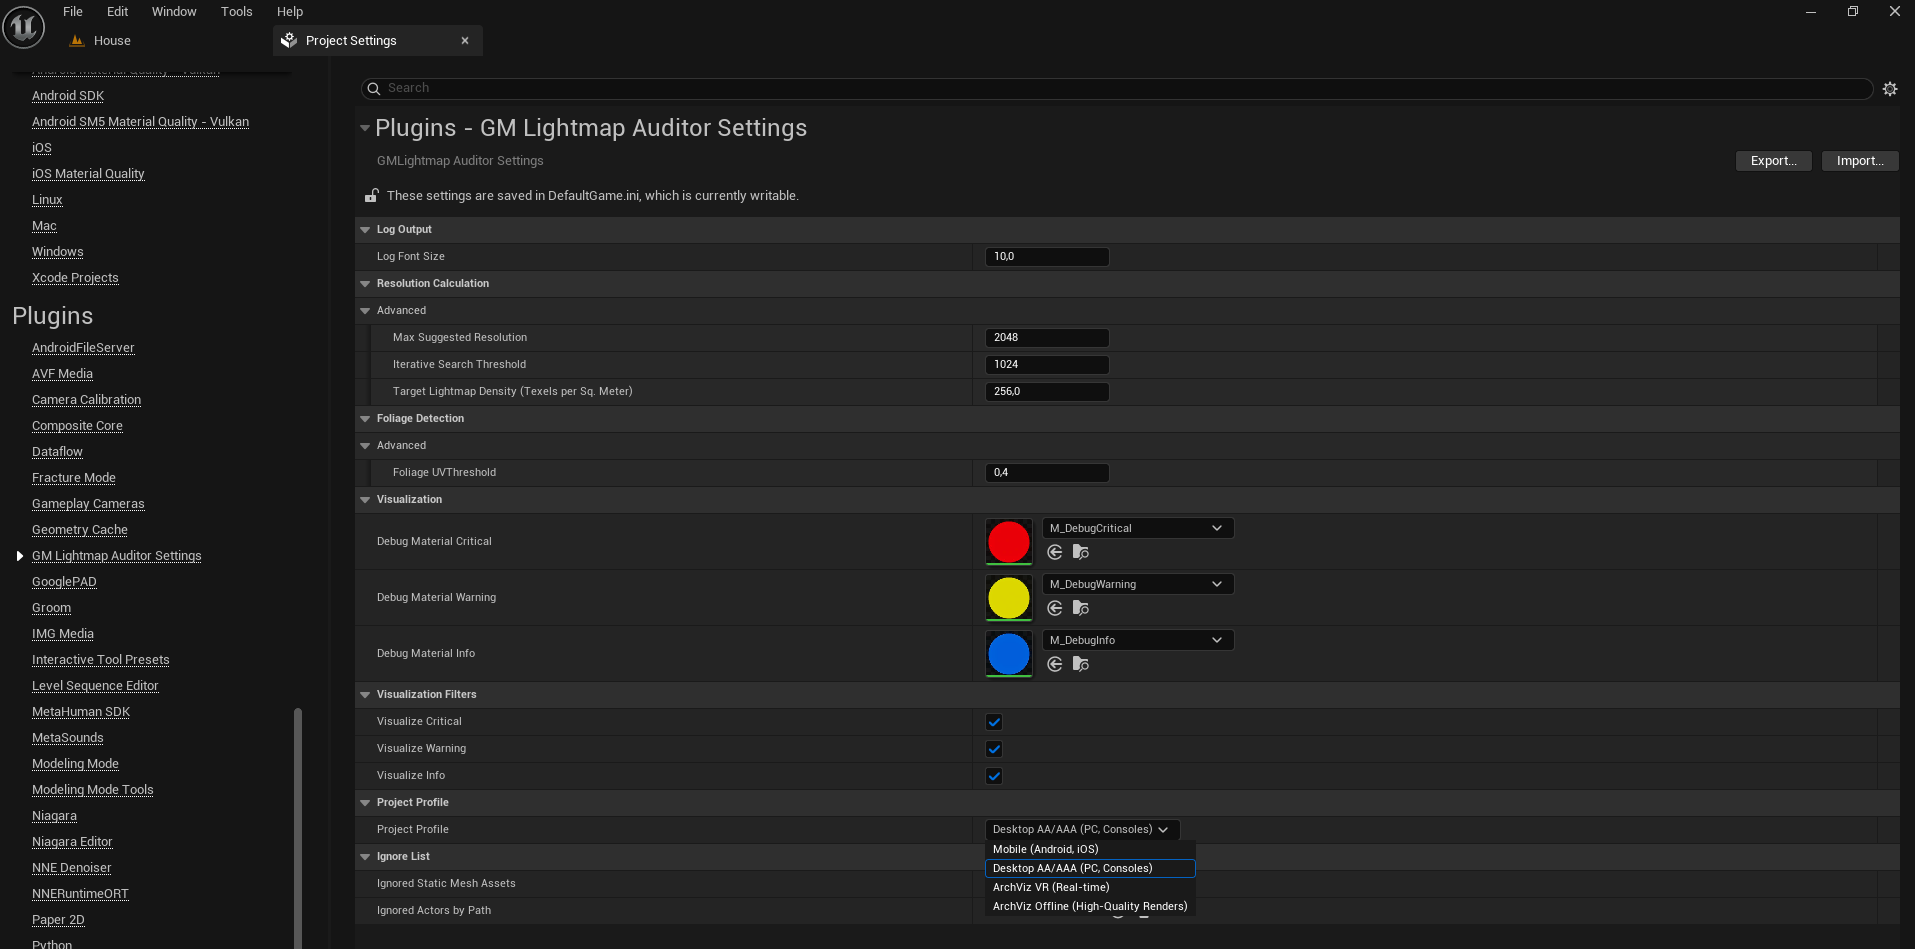 File Edit Window Tools Help
House
Project Settings
Android Material Quality - Vulkan
Android SDK
Android SM5 Material Quality - Vulkan
iOS
iOS Material Quality
Linux
Mac
Windows
Xcode Projects
Plugins
AndroidFileServer
AVF Media
Camera Calibration
Composite Core
Dataflow
Fracture Mode
Gameplay Cameras
Geometry Cache
GM Lightmap Auditor Settings
GooglePAD
Groom
IMG Media
Interactive Tool Presets
Level Sequence Editor
MetaHuman SDK
MetaSounds
Modeling Mode
Modeling Mode Tools
Niagara
Niagara Editor
NNE Denoiser
NNERuntimeORT
Paper 2D
Python
Search
Plugins - GM Lightmap Auditor Settings
GMLightmap Auditor Settings
Export...
Import...
These settings are saved in DefaultGame.ini, which is currently writable.
Log Output
Log Font Size
10,0
Resolution Calculation
Advanced
Max Suggested Resolution
2048
Iterative Search Threshold
1024
Target Lightmap Density (Texels per Sq. Meter)
256,0
Foliage Detection
Advanced
Foliage UVThreshold
0,4
Visualization
Debug Material Critical
M_DebugCritical
Debug Material Warning
M_DebugWarning
Debug Material Info
M_DebugInfo
Visualization Filters
Visualize Critical
Visualize Warning
Visualize Info
Project Profile
Project Profile
Desktop AA/AAA (PC, Consoles)
Mobile (Android, iOS)
Desktop AA/AAA (PC, Consoles)
ArchViz VR (Real-time)
ArchViz Offline (High-Quality Renders)
Ignore List
Ignored Static Mesh Assets
Ignored Actors by Path